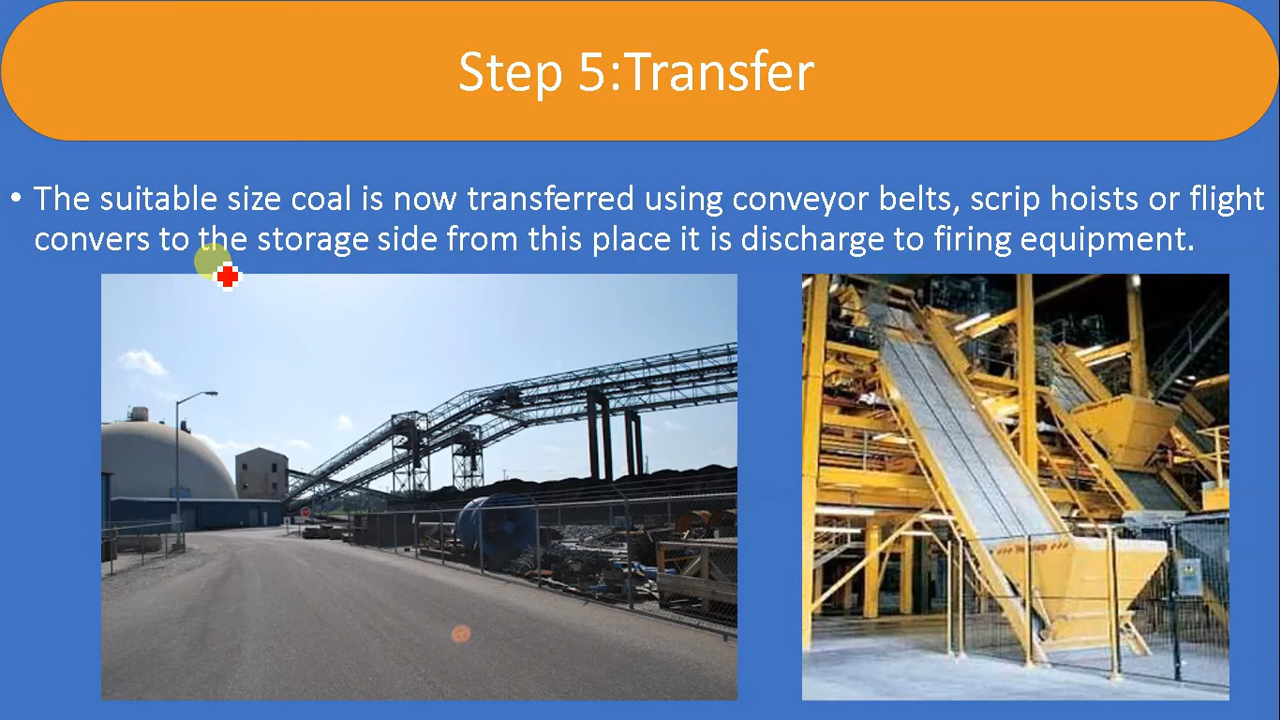 Step 5:Transfer
• The suitable size coal is now transferred using conveyor belts, scrip hoists or flight
convers to the storage side from this place it is discharge to firing equipment.